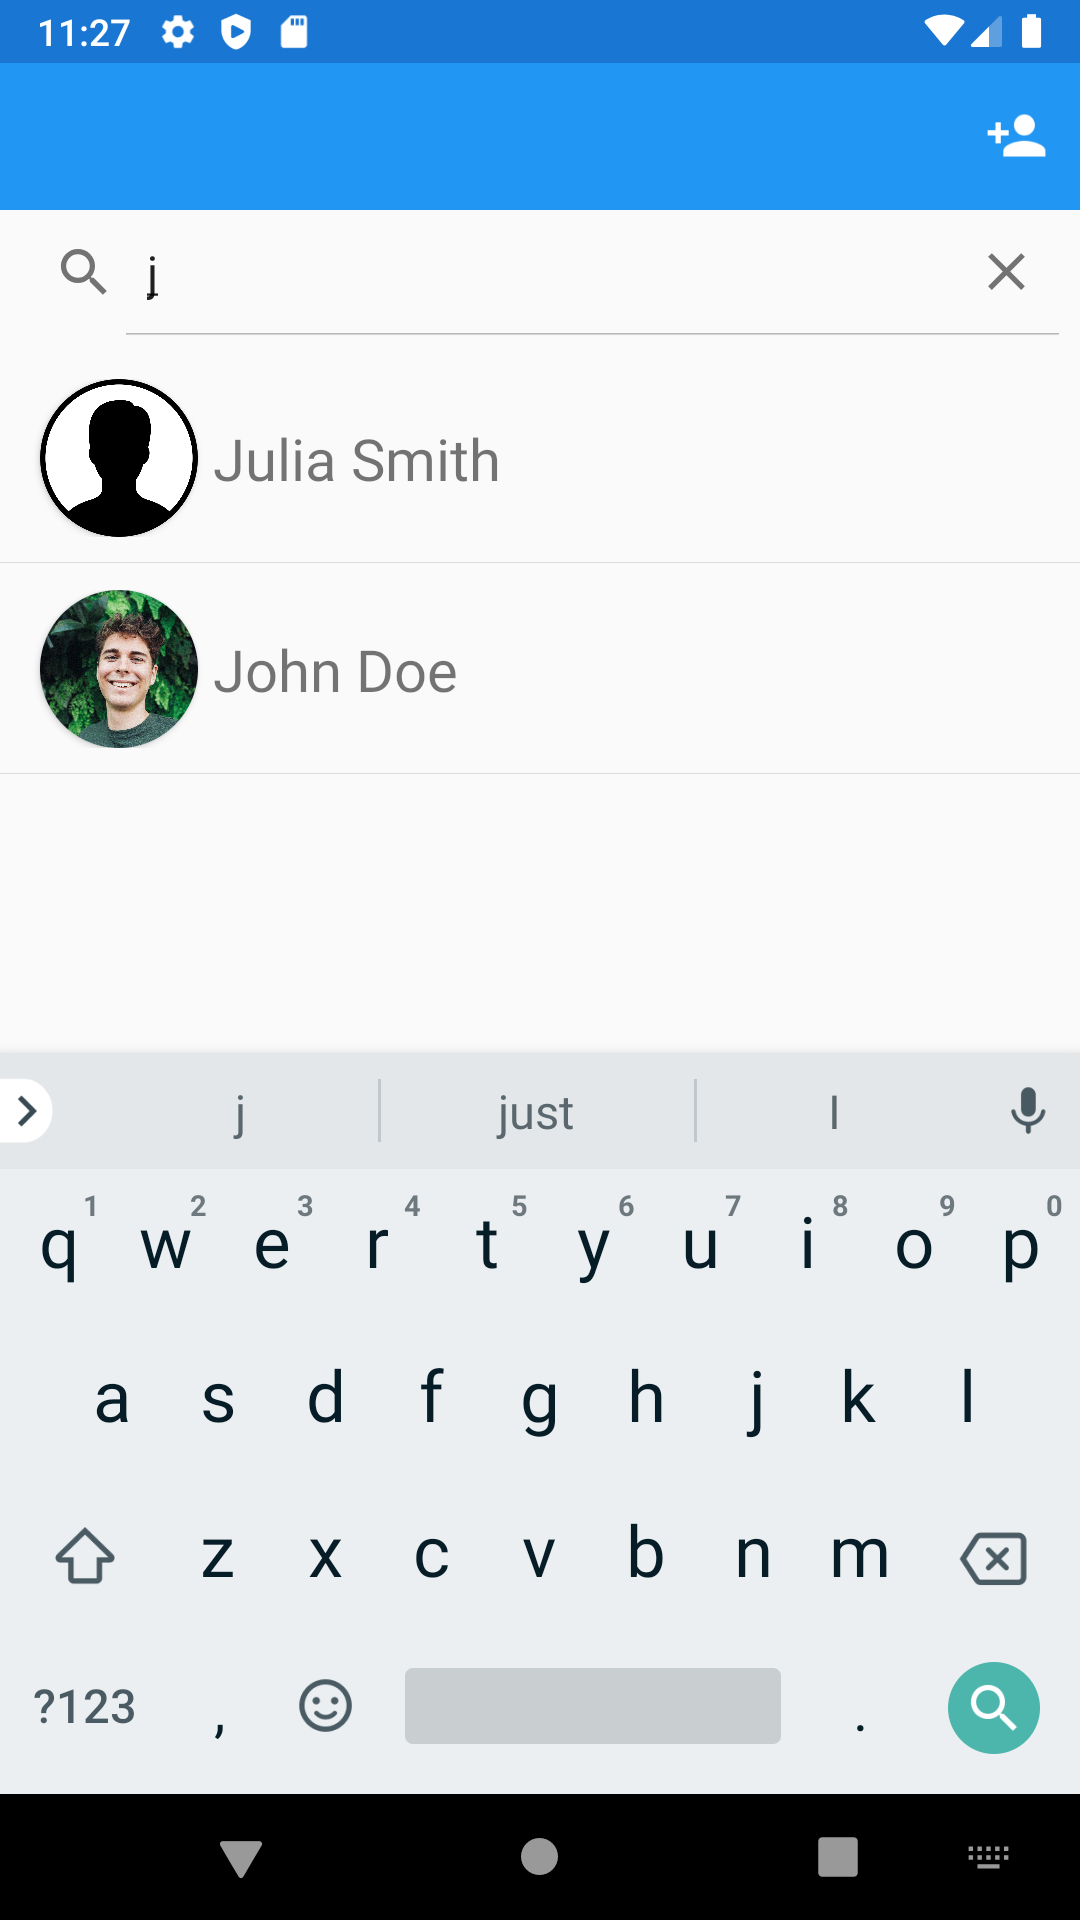 11:27
j
Julia Smith
John Doe
j just I
1 2 3 4 5 6 7 8 9 0
q w e r t y u i o p
a s d f g h j k l
z x c v b n m
?123 , .